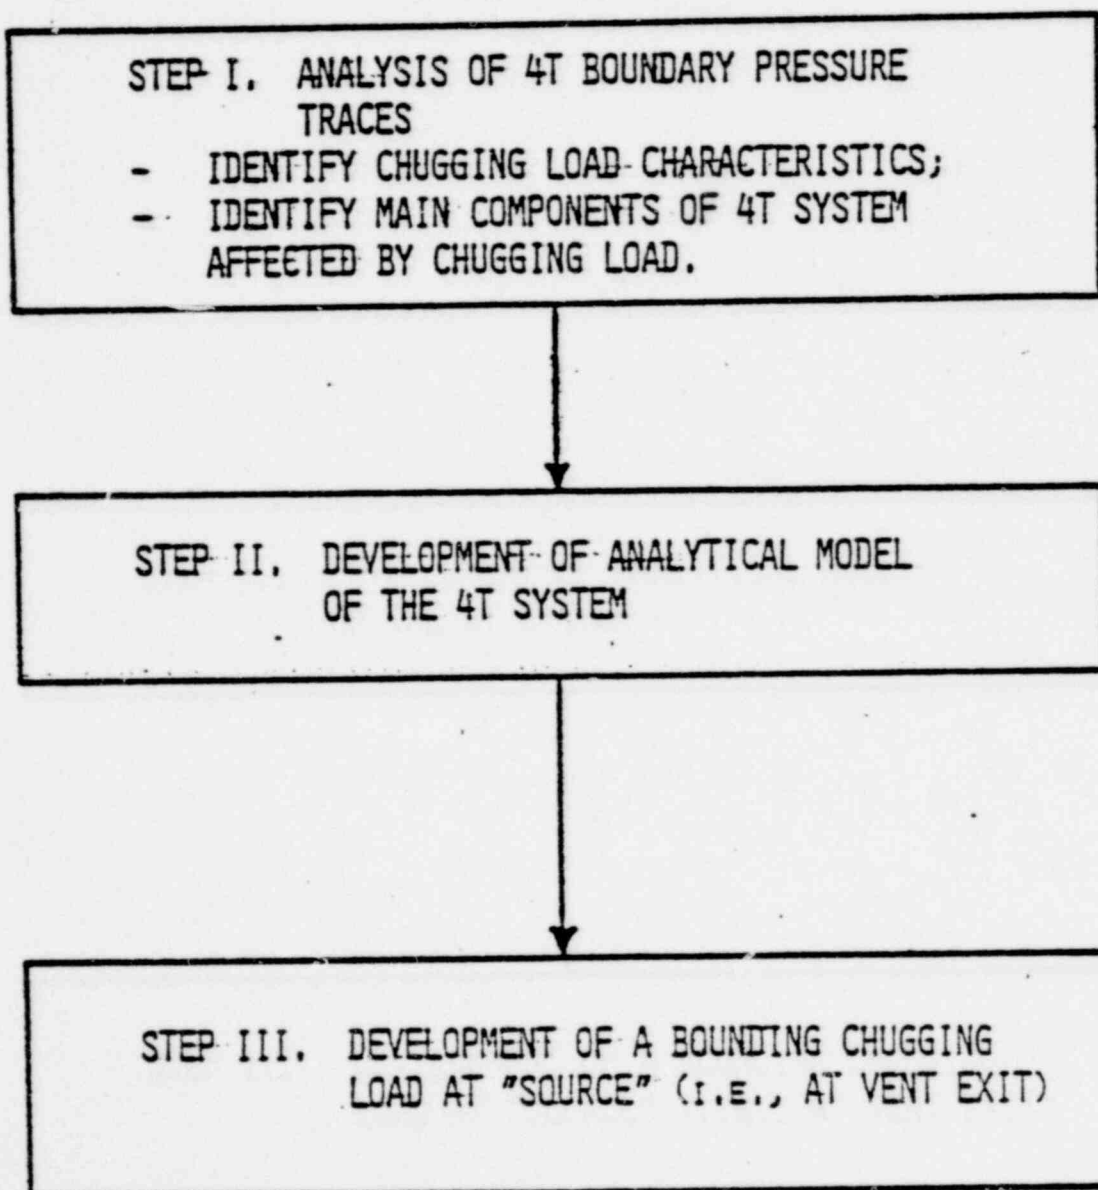 STEP I. ANALYSIS OF 4T BOUNDARY PRESSURE
TRACES
- IDENTIFY CHUGGING LOAD CHARACTERISTICS;
- IDENTIFY MAIN COMPONENTS OF 4T SYSTEM
AFFECTED BY CHUGGING LOAD.
STEP II. DEVELOPMENT OF ANALYTICAL MODEL
OF THE 4T SYSTEM
STEP III. DEVELOPMENT OF A BOUNDING CHUGGING
LOAD AT "SOURCE" (I.E., AT VENT EXIT)